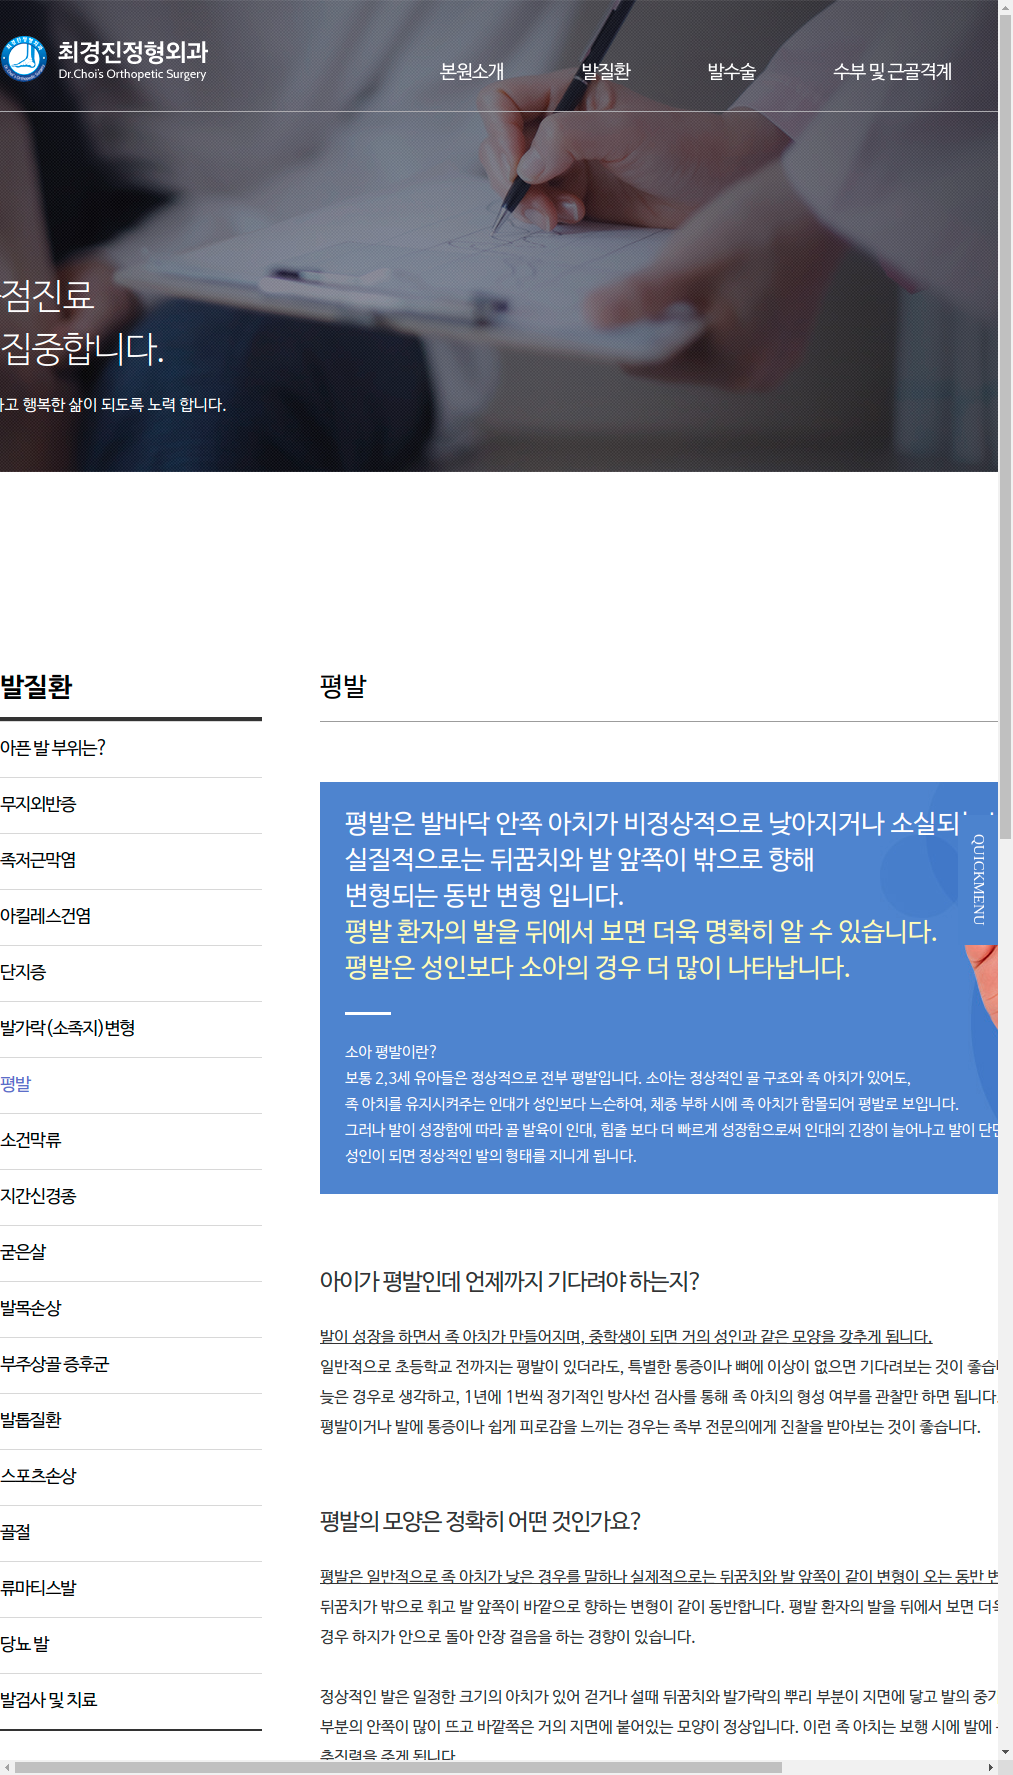 최경진정형외과
Dr.Choi's Orthopetic Surgery
본원소개
발질환
발수술
수부 및 근골격계
점진료
집중합니다.
고 행복한 삶이 되도록 노력 합니다.
발질환
아픈 발 부위는?
무지외반증
족저근막염
아킬레스건염
단지증
발가락(소족지)변형
평발
소건막류
지간신경종
굳은살
발목손상
부주상골 증후군
발톱질환
스포츠손상
골절
류마티스발
당뇨 발
발검사 및 치료
평발
평발은 발바닥 안쪽 아치가 비정상적으로 낮아지거나 소실되
실질적으로는 뒤꿈치와 발 앞쪽이 밖으로 향해
변형되는 동반 변형 입니다.
평발 환자의 발을 뒤에서 보면 더욱 명확히 알 수 있습니다.
평발은 성인보다 소아의 경우 더 많이 나타납니다.
QUICKMENU
소아 평발이란?
보통 2,3세 유아들은 정상적으로 전부 평발입니다. 소아는 정상적인 골 구조와 족 아치가 있어도,
족 아치를 유지시켜주는 인대가 성인보다 느슨하여, 체중 부하 시에 족 아치가 함몰되어 평발로 보입니다.
그러나 발이 성장함에 따라 골 발육이 인대, 힘줄 보다 더 빠르게 성장함으로써 인대의 긴장이 늘어나고 발이 단단
성인이 되면 정상적인 발의 형태를 지니게 됩니다.
아이가 평발인데 언제까지 기다려야 하는지?
발이 성장을 하면서 족 아치가 만들어지며, 중학생이 되면 거의 성인과 같은 모양을 갖추게 됩니다.
일반적으로 초등학교 전까지는 평발이 있더라도, 특별한 통증이나 뼈에 이상이 없으면 기다려보는 것이 좋습
늦은 경우로 생각하고, 1년에 1번씩 정기적인 방사선 검사를 통해 족 아치의 형성 여부를 관찰만 하면 됩니다.
평발이거나 발에 통증이나 쉽게 피로감을 느끼는 경우는 족부 전문의에게 진찰을 받아보는 것이 좋습니다.
평발의 모양은 정확히 어떤 것인가요?
평발은 일반적으로 족 아치가 낮은 경우를 말하나 실제적으로는 뒤꿈치와 발 앞쪽이 같이 변형이 오는 동반 변
뒤꿈치가 밖으로 휘고 발 앞쪽이 바깥으로 향하는 변형이 같이 동반합니다. 평발 환자의 발을 뒤에서 보면 더욱
경우 하지가 안으로 돌아 안장 걸음을 하는 경향이 있습니다.
정상적인 발은 일정한 크기의 아치가 있어 걷거나 설때 뒤꿈치와 발가락의 뿌리 부분이 지면에 닿고 발의 중기
부분의 안쪽이 많이 뜨고 바깥쪽은 거의 지면에 붙어있는 모양이 정상입니다. 이런 족 아치는 보행 시에 발에
추진력을 주게 됩니다